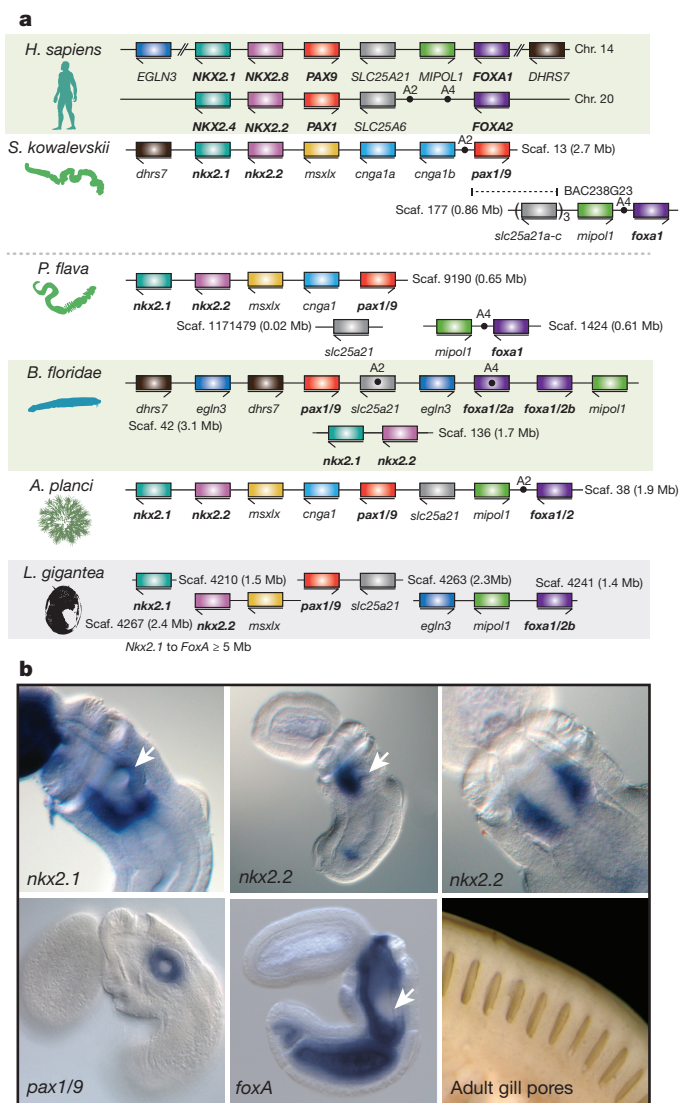 a
H. sapiens
Chr. 14
EGLN3 NKX2.1 NKX2.8 PAX9 SLC25A21 MIPOL1 FOXA1 DHRS7
A2 A4
Chr. 20
NKX2.4 NKX2.2 PAX1 SLC25A6 FOXA2
S. kowalevskii
A2
Scaf. 13 (2.7 Mb)
dhrs7 nkx2.1 nkx2.2 msxlx cnga1a cnga1b pax1/9
BAC238G23
Scaf. 177 (0.86 Mb) ( )3 A4
slc25a21a-c mipol1 foxa1
P. flava
Scaf. 9190 (0.65 Mb)
nkx2.1 nkx2.2 msxlx cnga1 pax1/9
Scaf. 1171479 (0.02 Mb) A4 Scaf. 1424 (0.61 Mb)
slc25a21 mipol1 foxa1
B. floridae
A2 A4
dhrs7 egln3 dhrs7 pax1/9 slc25a21 egln3 foxa1/2a foxa1/2b mipol1
Scaf. 42 (3.1 Mb)
Scaf. 136 (1.7 Mb)
nkx2.1 nkx2.2
A. planci
A2
Scaf. 38 (1.9 Mb)
nkx2.1 nkx2.2 msxlx cnga1 pax1/9 slc25a21 mipol1 foxa1/2
L. gigantea
Scaf. 4210 (1.5 Mb) Scaf. 4263 (2.3Mb) Scaf. 4241 (1.4 Mb)
nkx2.1 pax1/9 slc25a21
Scaf. 4267 (2.4 Mb) nkx2.2 msxlx egln3 mipol1 foxa1/2b
Nkx2.1 to FoxA ≥ 5 Mb
b
nkx2.1
nkx2.2
nkx2.2
pax1/9
foxA
Adult gill pores